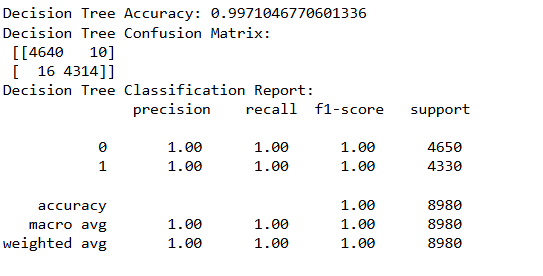 Decision Tree Accuracy: 0.9971046770601336
Decision Tree Confusion Matrix:
 [[4640   10]
 [  16 4314]]
Decision Tree Classification Report:
              precision    recall  f1-score   support

           0       1.00      1.00      1.00      4650
           1       1.00      1.00      1.00      4330

    accuracy                           1.00      8980
   macro avg       1.00      1.00      1.00      8980
weighted avg       1.00      1.00      1.00      8980